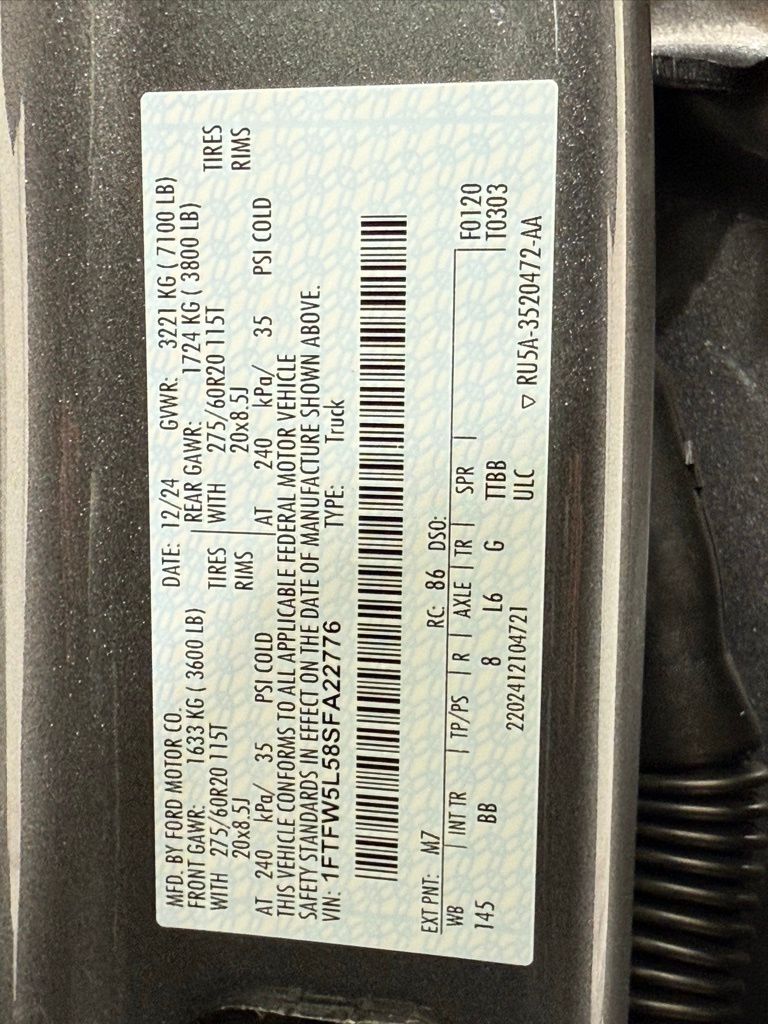 MFD. BY FORD MOTOR CO. DATE: 12/24 GVWR: 3221 KG ( 7100 LB)
FRONT GAWR: 1633 KG ( 3600 LB) REAR GAWR: 1724 KG ( 3800 LB)
WITH 275/60R20 115T TIRES WITH 275/60R20 115T TIRES
20x8.5J RIMS 20x8.5J RIMS
AT 240 kPa/ 35 PSI COLD AT 240 kPa/ 35 PSI COLD
THIS VEHICLE CONFORMS TO ALL APPLICABLE FEDERAL MOTOR VEHICLE
SAFETY STANDARDS IN EFFECT ON THE DATE OF MANUFACTURE SHOWN ABOVE.
VIN: 1FTFW5L58SFA22776 TYPE: Truck
EXT PNT: M7 RC: 86 DSO:
WB INT TR TP/PS R AXLE TR SPR F0120
145 BB 8 L6 G TTBB T0303
2202412104721 ULC
▽ RU5A-3520472-AA